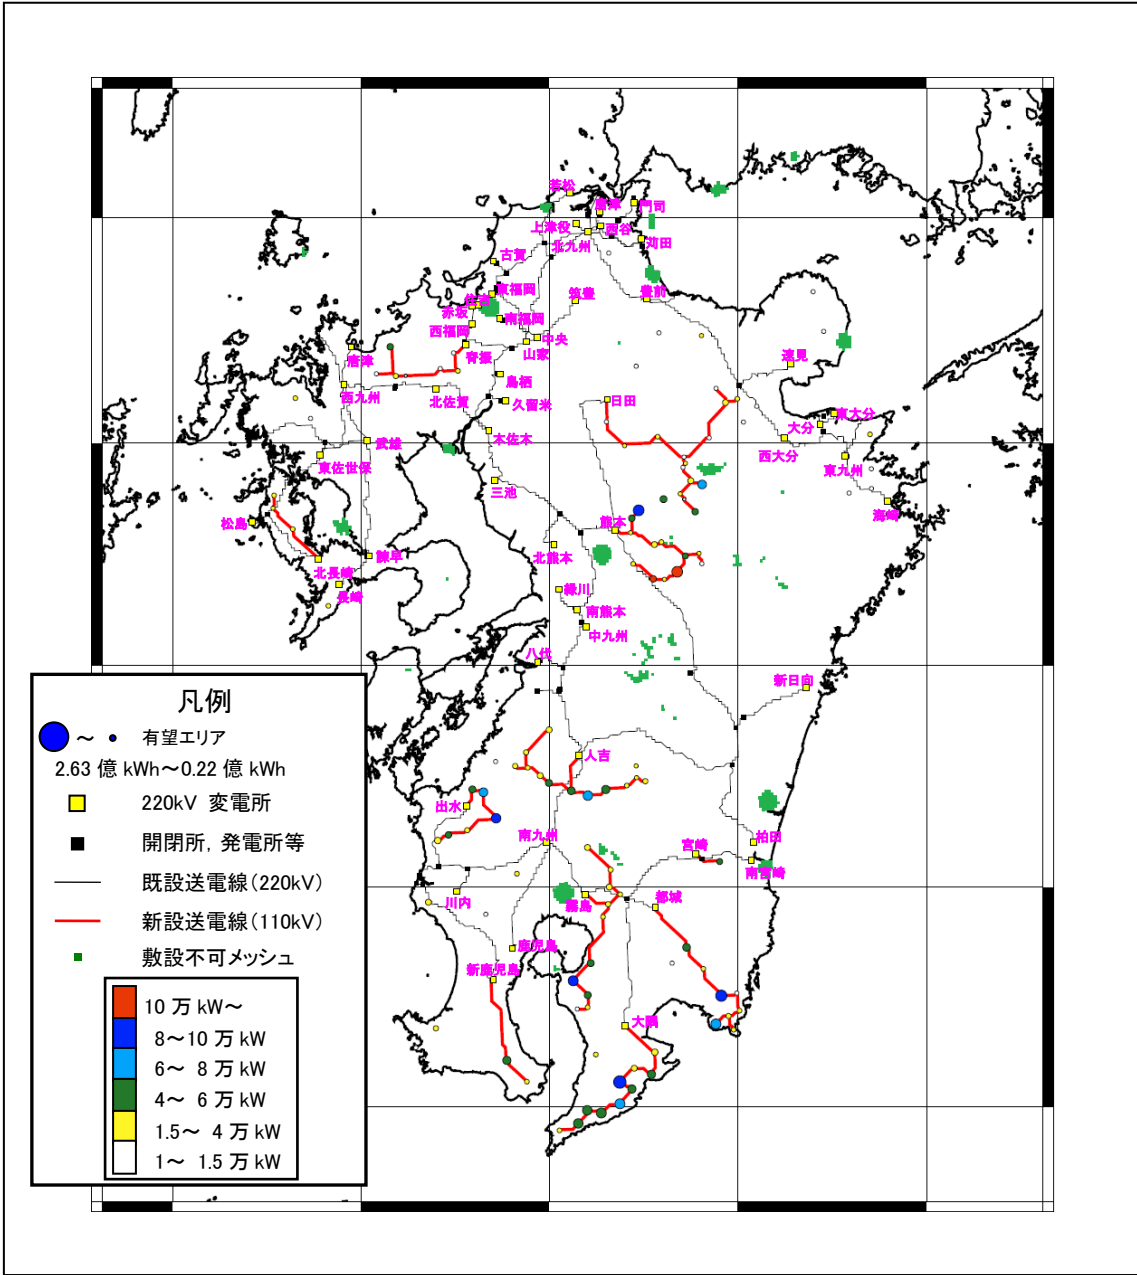 若松
門司
上津役
西谷
北九州
苅田
古賀
東福岡
住吉
筑豊
豊前
赤坂
南福岡
西福岡
中央
唐津
脊振
山家
速見
鳥栖
西九州
北佐賀
久留米
日田
東大分
大分
木佐木
武雄
西大分
東佐世保
東九州
三池
海崎
松島
熊本
北熊本
諫早
北長崎
長崎
緑川
南熊本
中九州
八代
新日向
人吉
出水
南九州
宮崎
柏田
南宮崎
川内
霧島
都城
鹿児島
新鹿児島
大隅
凡例
～ 有望エリア
2.63 億 kWh～0.22 億 kWh
220kV 変電所
開閉所，発電所等
既設送電線(220kV)
新設送電線(110kV)
敷設不可メッシュ
10 万 kW～
8～10 万 kW
6～ 8 万 kW
4～ 6 万 kW
1.5～ 4 万 kW
1～ 1.5 万 kW